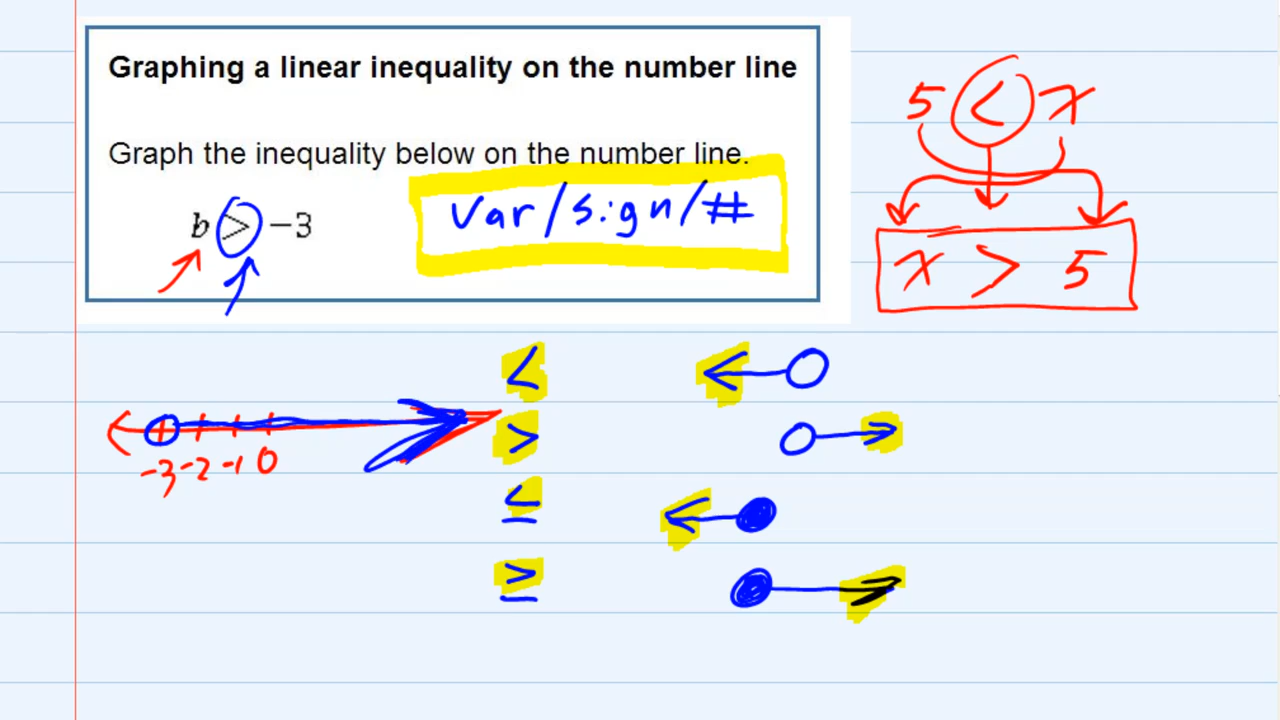 Graphing a linear inequality on the number line
Graph the inequality below on the number line.
b > −3
Var/sign/#
5 < x
x > 5
<
>
≤
≥
-3 -2 -1 0